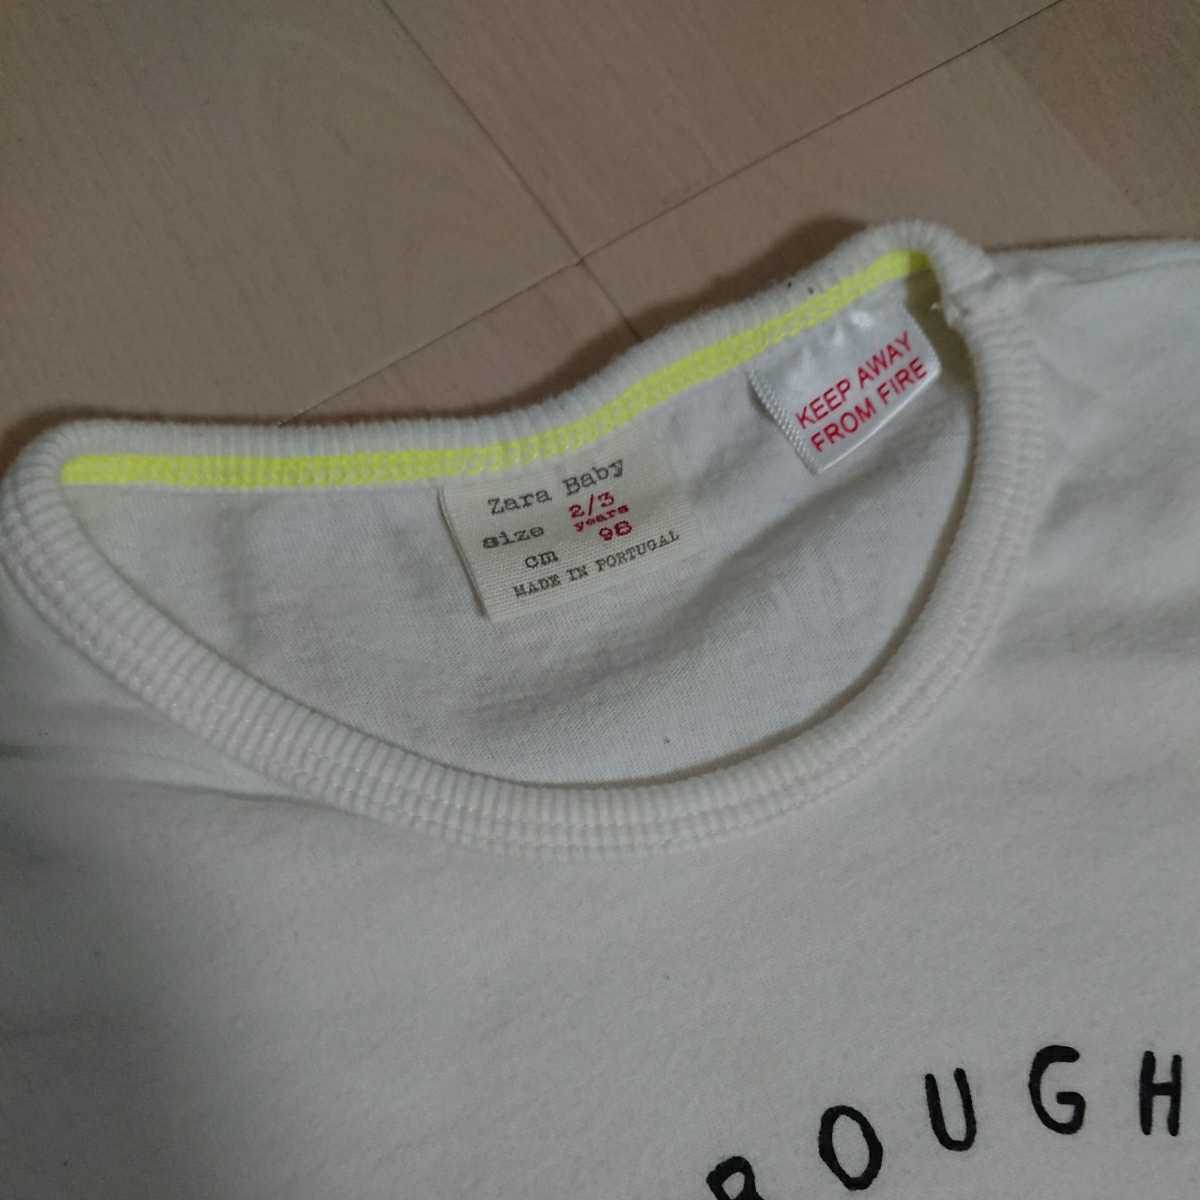 Zara Baby
size 2/3
years
cm 98
MADE IN PORTUGAL
KEEP AWAY
FROM FIRE
ROUGH